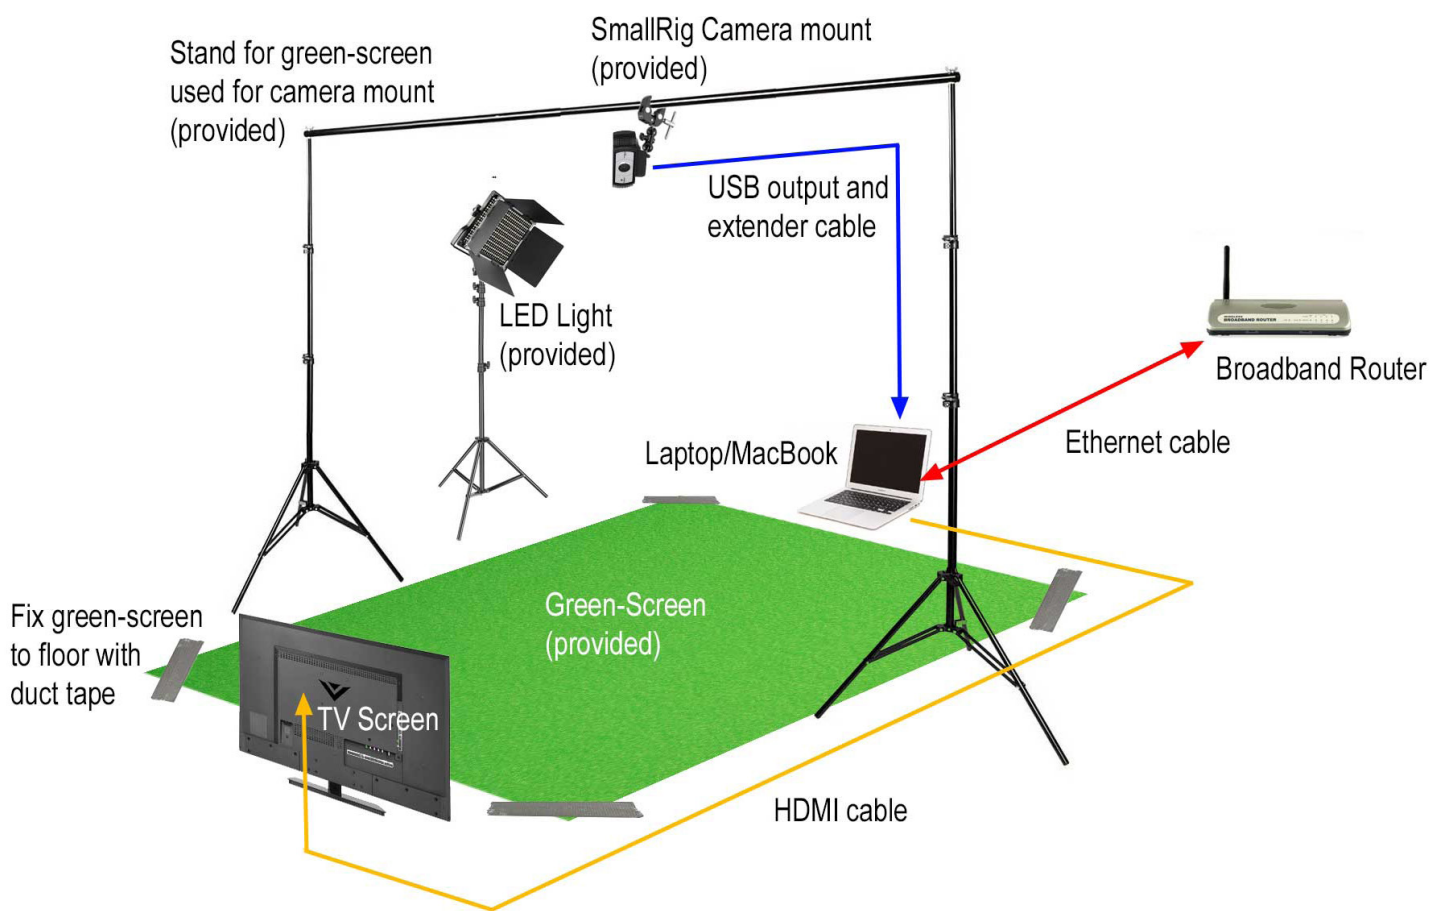 SmallRig Camera mount
(provided)
Stand for green-screen
used for camera mount
(provided)
USB output and
extender cable
LED Light
(provided)
BROADBAND ROUTER
Broadband Router
Ethernet cable
Laptop/MacBook
Green-Screen
(provided)
Fix green-screen
to floor with
duct tape
TV Screen
HDMI cable